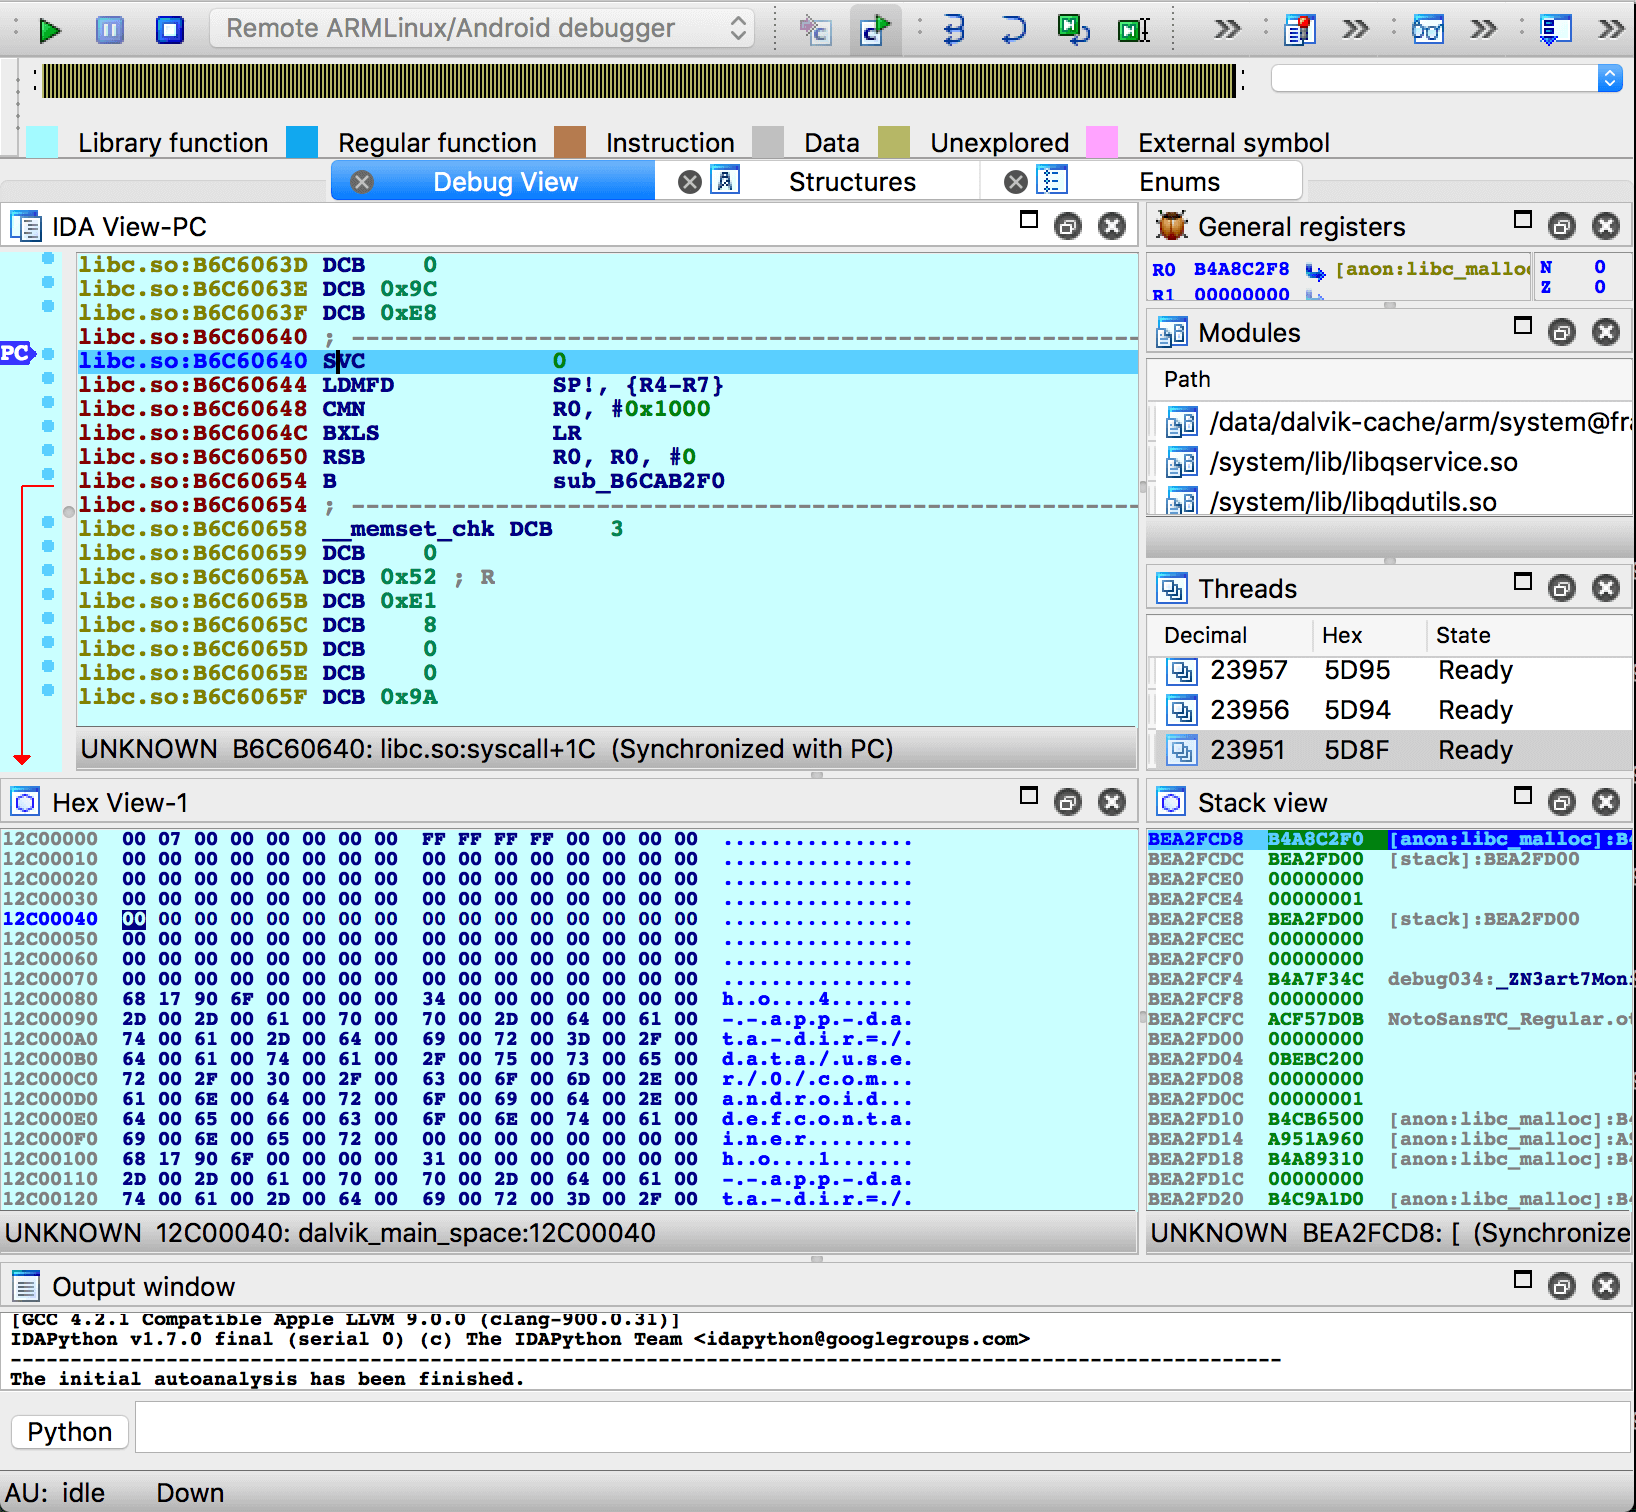 Remote ARMLinux/Android debugger
Library function Regular function Instruction Data Unexplored External symbol
Debug View Structures Enums
IDA View-PC
libc.so:B6C6063D DCB 0
libc.so:B6C6063E DCB 0x9C
libc.so:B6C6063F DCB 0xE8
libc.so:B6C60640 ; ---------------------------------------------------------
PC
libc.so:B6C60640 SVC 0
libc.so:B6C60644 LDMFD SP!, {R4-R7}
libc.so:B6C60648 CMN R0, #0x1000
libc.so:B6C6064C BXLS LR
libc.so:B6C60650 RSB R0, R0, #0
libc.so:B6C60654 B sub_B6CAB2F0
libc.so:B6C60654 ; ---------------------------------------------------------
libc.so:B6C60658 __memset_chk DCB 3
libc.so:B6C60659 DCB 0
libc.so:B6C6065A DCB 0x52 ; R
libc.so:B6C6065B DCB 0xE1
libc.so:B6C6065C DCB 8
libc.so:B6C6065D DCB 0
libc.so:B6C6065E DCB 0
libc.so:B6C6065F DCB 0x9A
UNKNOWN B6C60640: libc.so:syscall+1C (Synchronized with PC)
General registers
R0 B4A8C2F8 [anon:libc_malloc
R1 00000000
N 0
Z 0
Modules
Path
/data/dalvik-cache/arm/system@fra
/system/lib/libqservice.so
/system/lib/libqdutils.so
Threads
Decimal Hex State
23957 5D95 Ready
23956 5D94 Ready
23951 5D8F Ready
Hex View-1
12C00000 00 07 00 00 00 00 00 00 FF FF FF FF 00 00 00 00 ................
12C00010 00 00 00 00 00 00 00 00 00 00 00 00 00 00 00 00 ................
12C00020 00 00 00 00 00 00 00 00 00 00 00 00 00 00 00 00 ................
12C00030 00 00 00 00 00 00 00 00 00 00 00 00 00 00 00 00 ................
12C00040 00 00 00 00 00 00 00 00 00 00 00 00 00 00 00 00 ................
12C00050 00 00 00 00 00 00 00 00 00 00 00 00 00 00 00 00 ................
12C00060 00 00 00 00 00 00 00 00 00 00 00 00 00 00 00 00 ................
12C00070 00 00 00 00 00 00 00 00 00 00 00 00 00 00 00 00 ................
12C00080 68 17 90 6F 00 00 00 00 34 00 00 00 00 00 00 00 h..o....4.......
12C00090 2D 00 2D 00 61 00 70 00 70 00 2D 00 64 00 61 00 -.-.a.p.p.-.d.a.
12C000A0 74 00 61 00 2D 00 64 00 69 00 72 00 3D 00 2F 00 t.a.-.d.i.r.=./.
12C000B0 64 00 61 00 74 00 61 00 2F 00 75 00 73 00 65 00 d.a.t.a./.u.s.e.
12C000C0 72 00 2F 00 30 00 2F 00 63 00 6F 00 6D 00 2E 00 r./.0./.c.o.m...
12C000D0 61 00 6E 00 64 00 72 00 6F 00 69 00 64 00 2E 00 a.n.d.r.o.i.d...
12C000E0 64 00 65 00 66 00 63 00 6F 00 6E 00 74 00 61 00 d.e.f.c.o.n.t.a.
12C000F0 69 00 6E 00 65 00 72 00 00 00 00 00 00 00 00 00 i.n.e.r.........
12C00100 68 17 90 6F 00 00 00 00 31 00 00 00 00 00 00 00 h..o....1.......
12C00110 2D 00 2D 00 61 00 70 00 70 00 2D 00 64 00 61 00 -.-.a.p.p.-.d.a.
12C00120 74 00 61 00 2D 00 64 00 69 00 72 00 3D 00 2F 00 t.a.-.d.i.r.=./.
UNKNOWN 12C00040: dalvik_main_space:12C00040
Stack view
BEA2FCD8 B4A8C2F0 [anon:libc_malloc]:B4
BEA2FCDC BEA2FD00 [stack]:BEA2FD00
BEA2FCE0 00000000
BEA2FCE4 00000001
BEA2FCE8 BEA2FD00 [stack]:BEA2FD00
BEA2FCEC 00000000
BEA2FCF0 00000000
BEA2FCF4 B4A7F34C debug034:_ZN3art7Moni
BEA2FCF8 00000000
BEA2FCFC ACF57D0B NotoSansTC_Regular.ot
BEA2FD00 00000000
BEA2FD04 0BEBC200
BEA2FD08 00000000
BEA2FD0C 00000001
BEA2FD10 B4CB6500 [anon:libc_malloc]:B4
BEA2FD14 A951A960 [anon:libc_malloc]:A9
BEA2FD18 B4A89310 [anon:libc_malloc]:B4
BEA2FD1C 00000000
BEA2FD20 B4C9A1D0 [anon:libc_malloc]:B4
UNKNOWN BEA2FCD8: [ (Synchronize
Output window
[GCC 4.2.1 Compatible Apple LLVM 9.0.0 (clang-900.0.31)]
IDAPython v1.7.0 final (serial 0) (c) The IDAPython Team <idapython@googlegroups.com>
----------------------------------------------------------------------------------------------------------
The initial autoanalysis has been finished.
Python
AU: idle Down